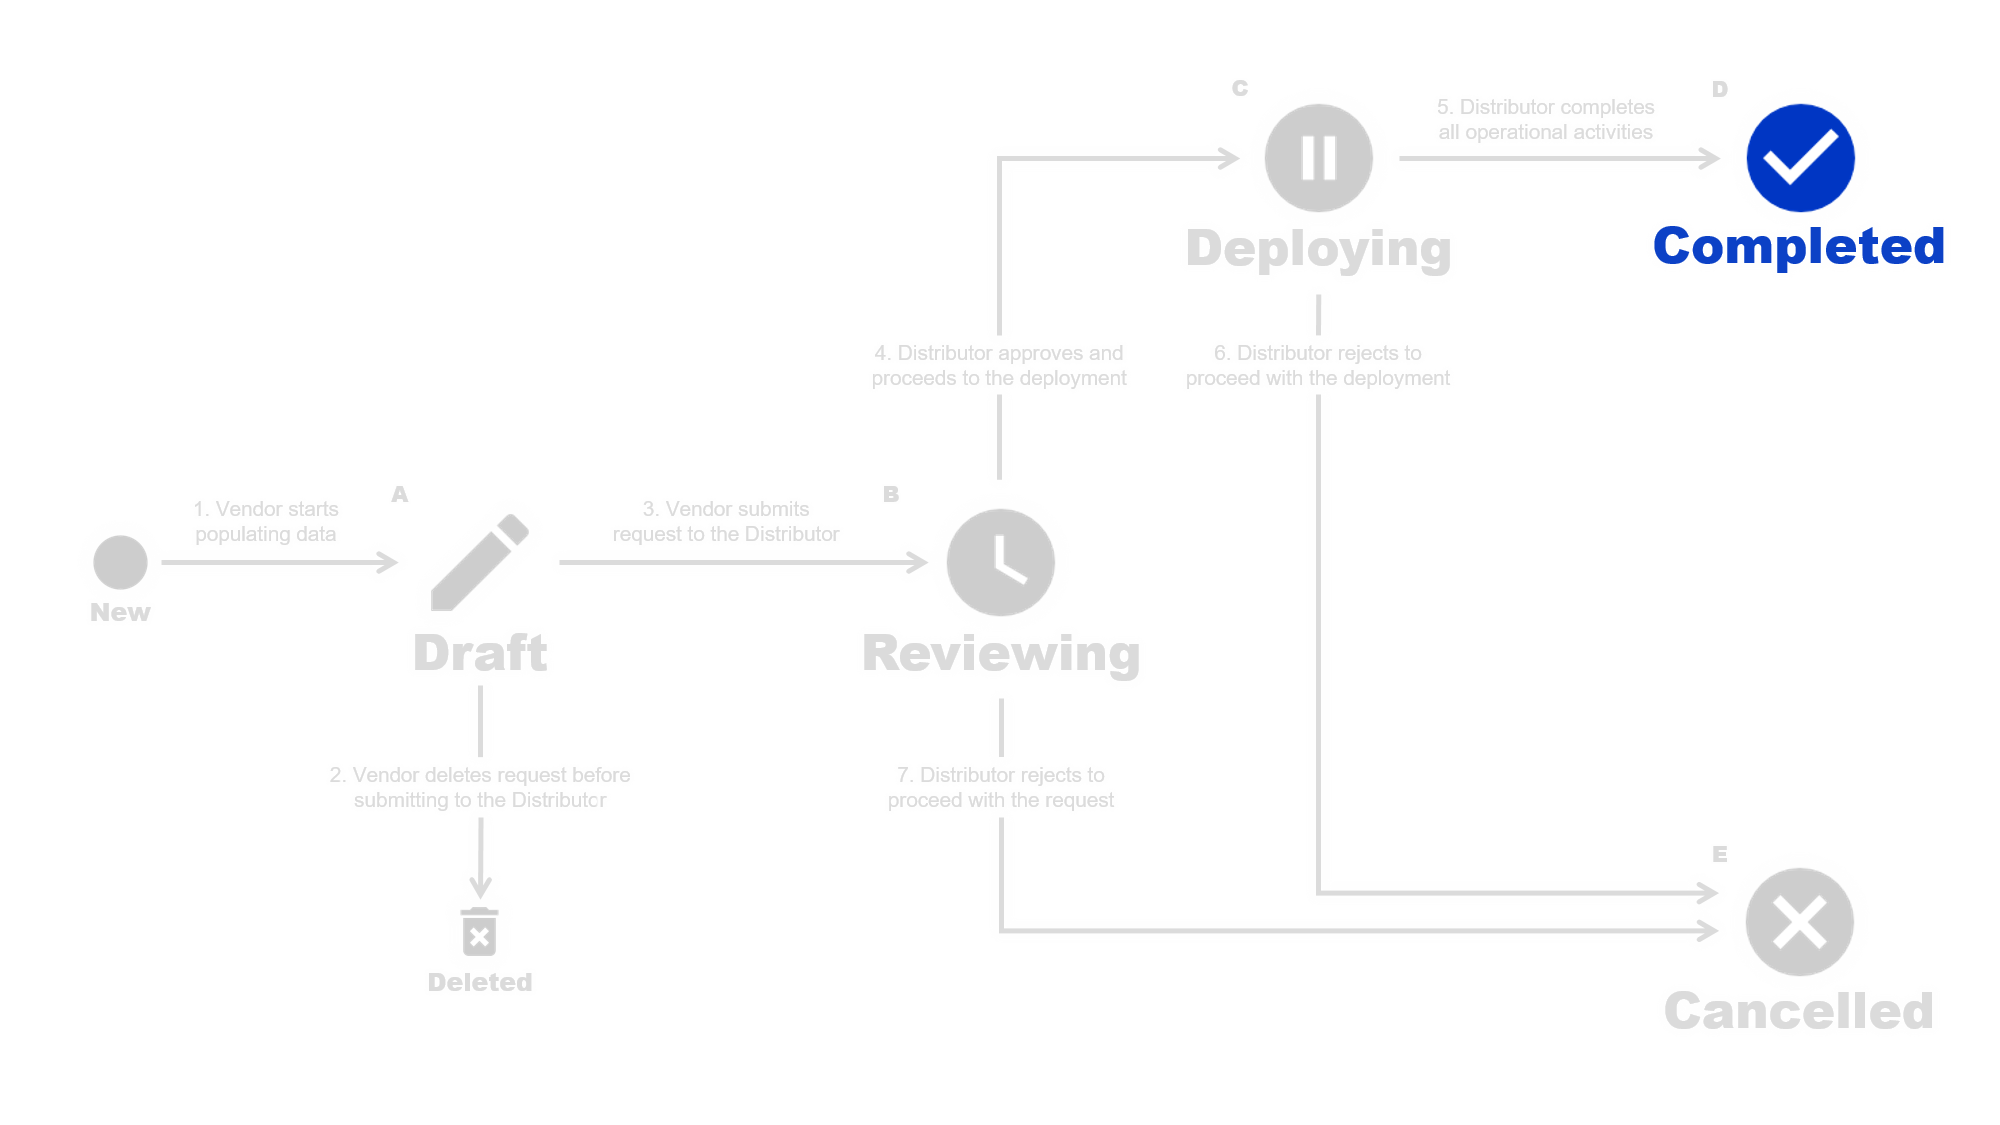 C
D
5. Distributor completes
all operational activities
Deploying
Completed
4. Distributor approves and
proceeds to the deployment
6. Distributor rejects to
proceed with the deployment
A
B
1. Vendor starts
populating data
3. Vendor submits
request to the Distributor
New
Draft
Reviewing
2. Vendor deletes request before
submitting to the Distributor
7. Distributor rejects to
proceed with the request
E
Deleted
Cancelled